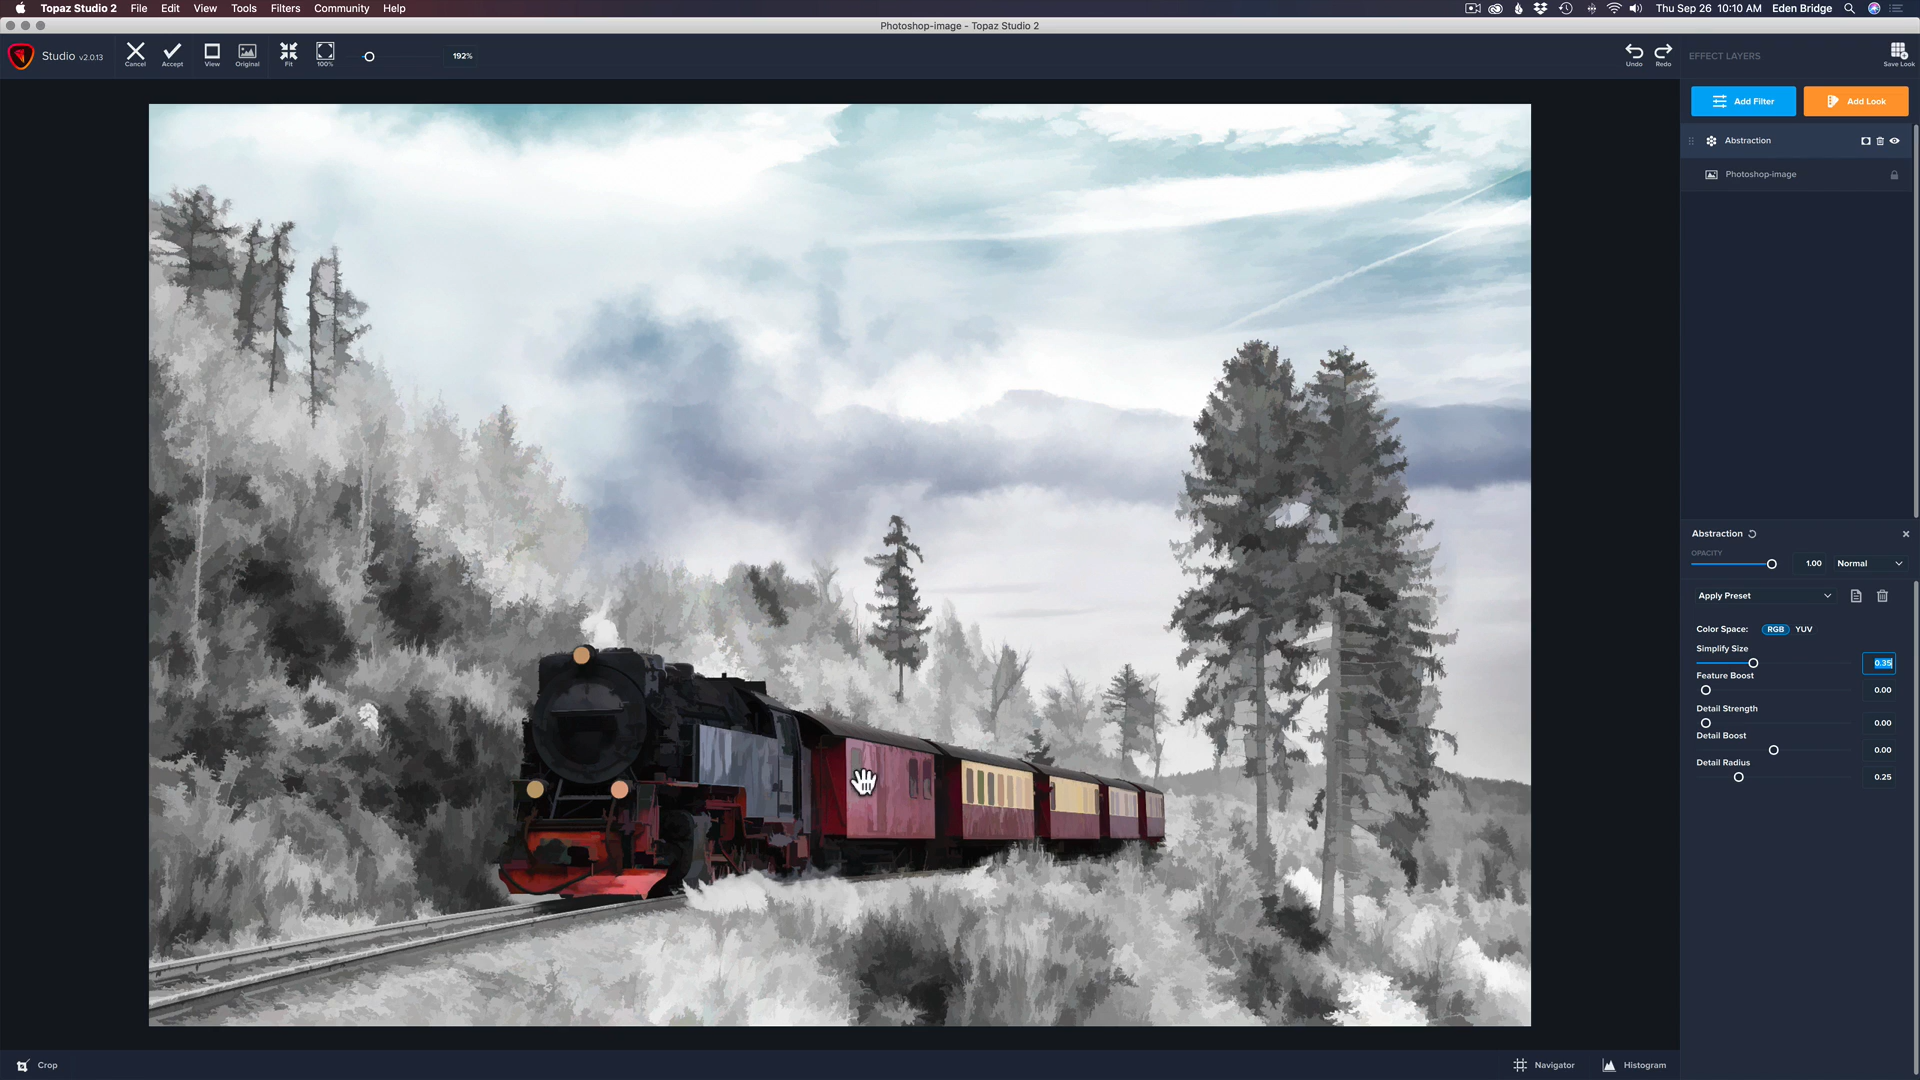 Topaz Studio 2 File Edit View Tools Filters Community Help Thu Sep 26 10:10 AM Eden Bridge
Photoshop-image - Topaz Studio 2
Studio v2.0.13 Cancel Accept View Original Fit 100% 192% Undo Redo EFFECT LAYERS Save Look
Add Filter Add Look
Abstraction
Photoshop-image
Abstraction
OPACITY
1.00 Normal
Apply Preset
Color Space: RGB YUV
Simplify Size
0.35
Feature Boost
0.00
Detail Strength
0.00
Detail Boost
0.00
Detail Radius
0.25
Crop Navigator Histogram